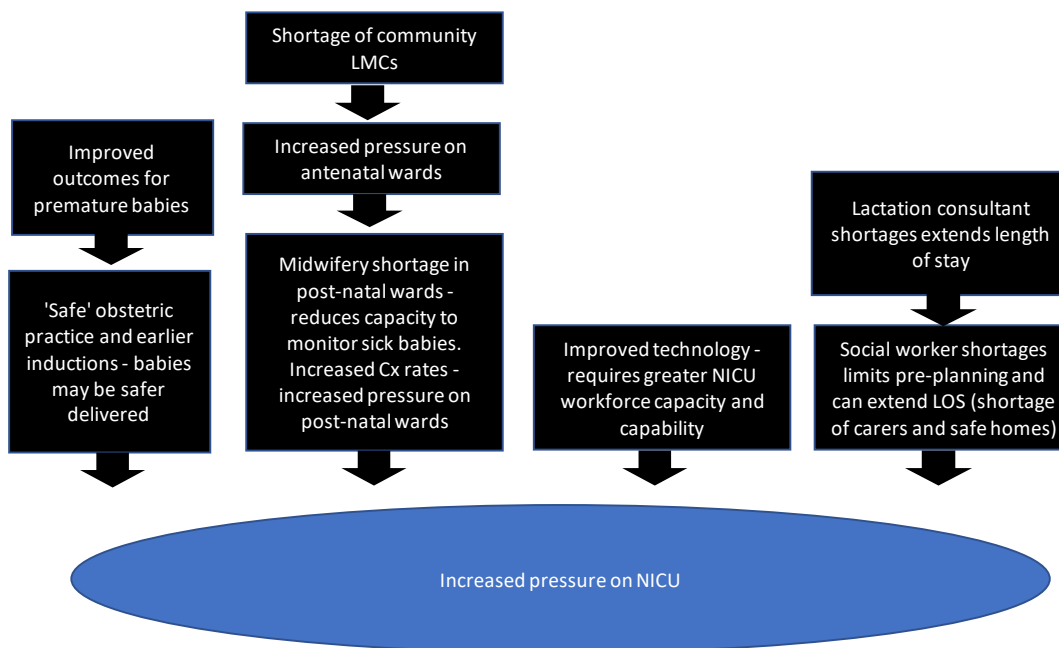 Shortage of community
LMCs
Increased pressure on
antenatal wards
Improved
outcomes for
premature babies
Midwifery shortage in
post-natal wards -
reduces capacity to
monitor sick babies.
Increased Cx rates -
increased pressure on
post-natal wards
'Safe' obstetric
practice and earlier
inductions - babies
may be safer
delivered
Improved technology -
requires greater NICU
workforce capacity and
capability
Lactation consultant
shortages extends length
of stay
Social worker shortages
limits pre-planning and
can extend LOS (shortage
of carers and safe homes)
Increased pressure on NICU